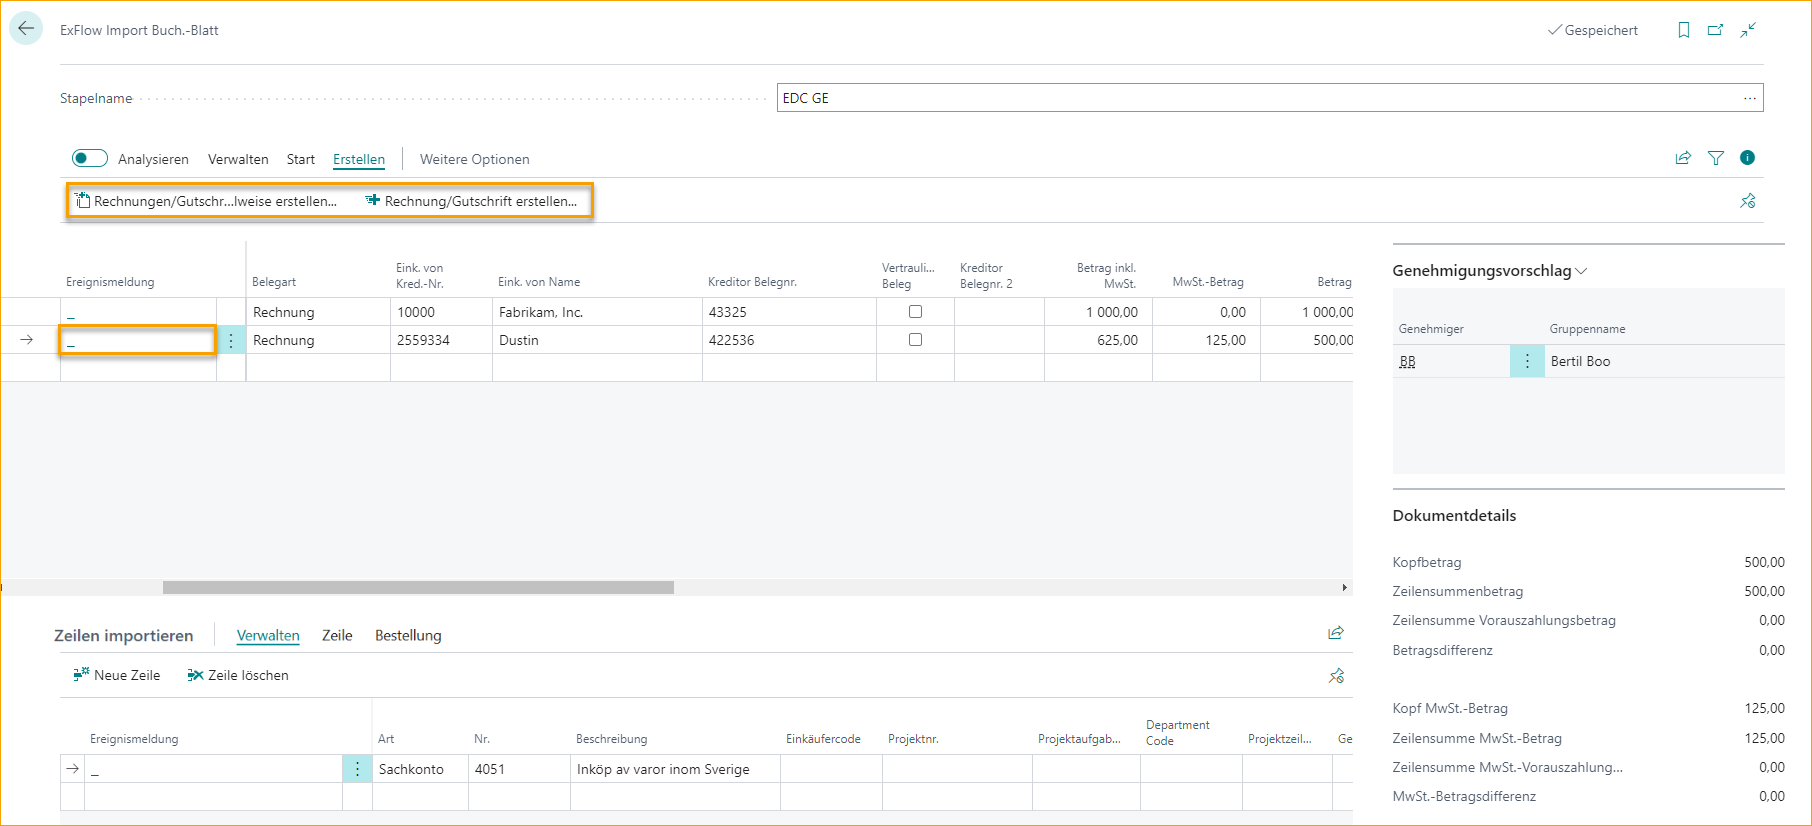 ExFlow Import Buch.-Blatt
Gespeichert
Stapelname
EDC GE
Analysieren Verwalten Start Erstellen Weitere Optionen
Rechnungen/Gutschr...lweise erstellen... Rechnung/Gutschrift erstellen...
Ereignismeldung Belegart Eink. von Kred.-Nr. Eink. von Name Kreditor Belegnr. Vertrauli... Beleg Kreditor Belegnr. 2 Betrag inkl. MwSt. MwSt.-Betrag Betrag
_ Rechnung 10000 Fabrikam, Inc. 43325 1 000,00 0,00 1 000,00
_ Rechnung 2559334 Dustin 422536 625,00 125,00 500,00
Genehmigungsvorschlag
Genehmiger Gruppenname
BB Bertil Boo
Dokumentdetails
Kopfbetrag 500,00
Zeilensummenbetrag 500,00
Zeilensumme Vorauszahlungsbetrag 0,00
Betragsdifferenz 0,00
Kopf MwSt.-Betrag 125,00
Zeilensumme MwSt.-Betrag 125,00
Zeilensumme MwSt.-Vorauszahlung... 0,00
MwSt.-Betragsdifferenz 0,00
Zeilen importieren Verwalten Zeile Bestellung
Neue Zeile Zeile löschen
Ereignismeldung Art Nr. Beschreibung Einkäufercode Projektnr. Projektaufgab... Department Code Projektzeil... Ge
_ Sachkonto 4051 Inköp av varor inom Sverige